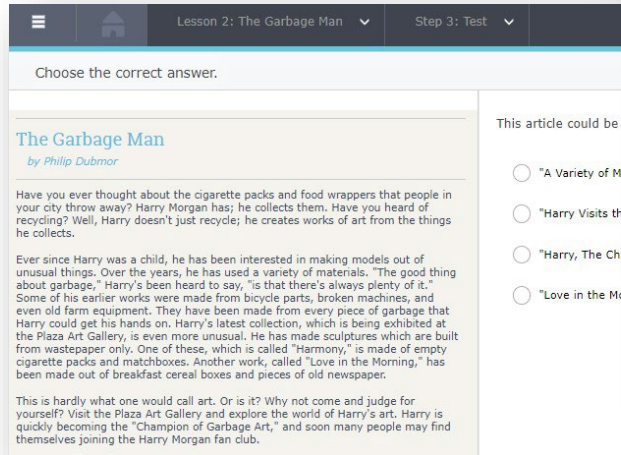 Lesson 2: The Garbage Man
Step 3: Test
Choose the correct answer.
The Garbage Man
by Philip Dubmor
Have you ever thought about the cigarette packs and food wrappers that people in
your city throw away? Harry Morgan has; he collects them. Have you heard of
recycling? Well, Harry doesn't just recycle; he creates works of art from the things
he collects.
Ever since Harry was a child, he has been interested in making models out of
unusual things. Over the years, he has used a variety of materials. "The good thing
about garbage," Harry's been heard to say, "is that there's always plenty of it."
Some of his earlier works were made from bicycle parts, broken machines, and
even old farm equipment. They have been made from every piece of garbage that
Harry could get his hands on. Harry's latest collection, which is being exhibited at
the Plaza Art Gallery, is even more unusual. He has made sculptures which are built
from wastepaper only. One of these, which is called "Harmony," is made of empty
cigarette packs and matchboxes. Another work, called "Love in the Morning," has
been made out of breakfast cereal boxes and pieces of old newspaper.
This is hardly what one would call art. Or is it? Why not come and judge for
yourself? Visit the Plaza Art Gallery and explore the world of Harry's art. Harry is
quickly becoming the "Champion of Garbage Art," and soon many people may find
themselves joining the Harry Morgan fan club.
This article could be
"A Variety of M
"Harry Visits th
"Harry, The Ch
"Love in the Mo